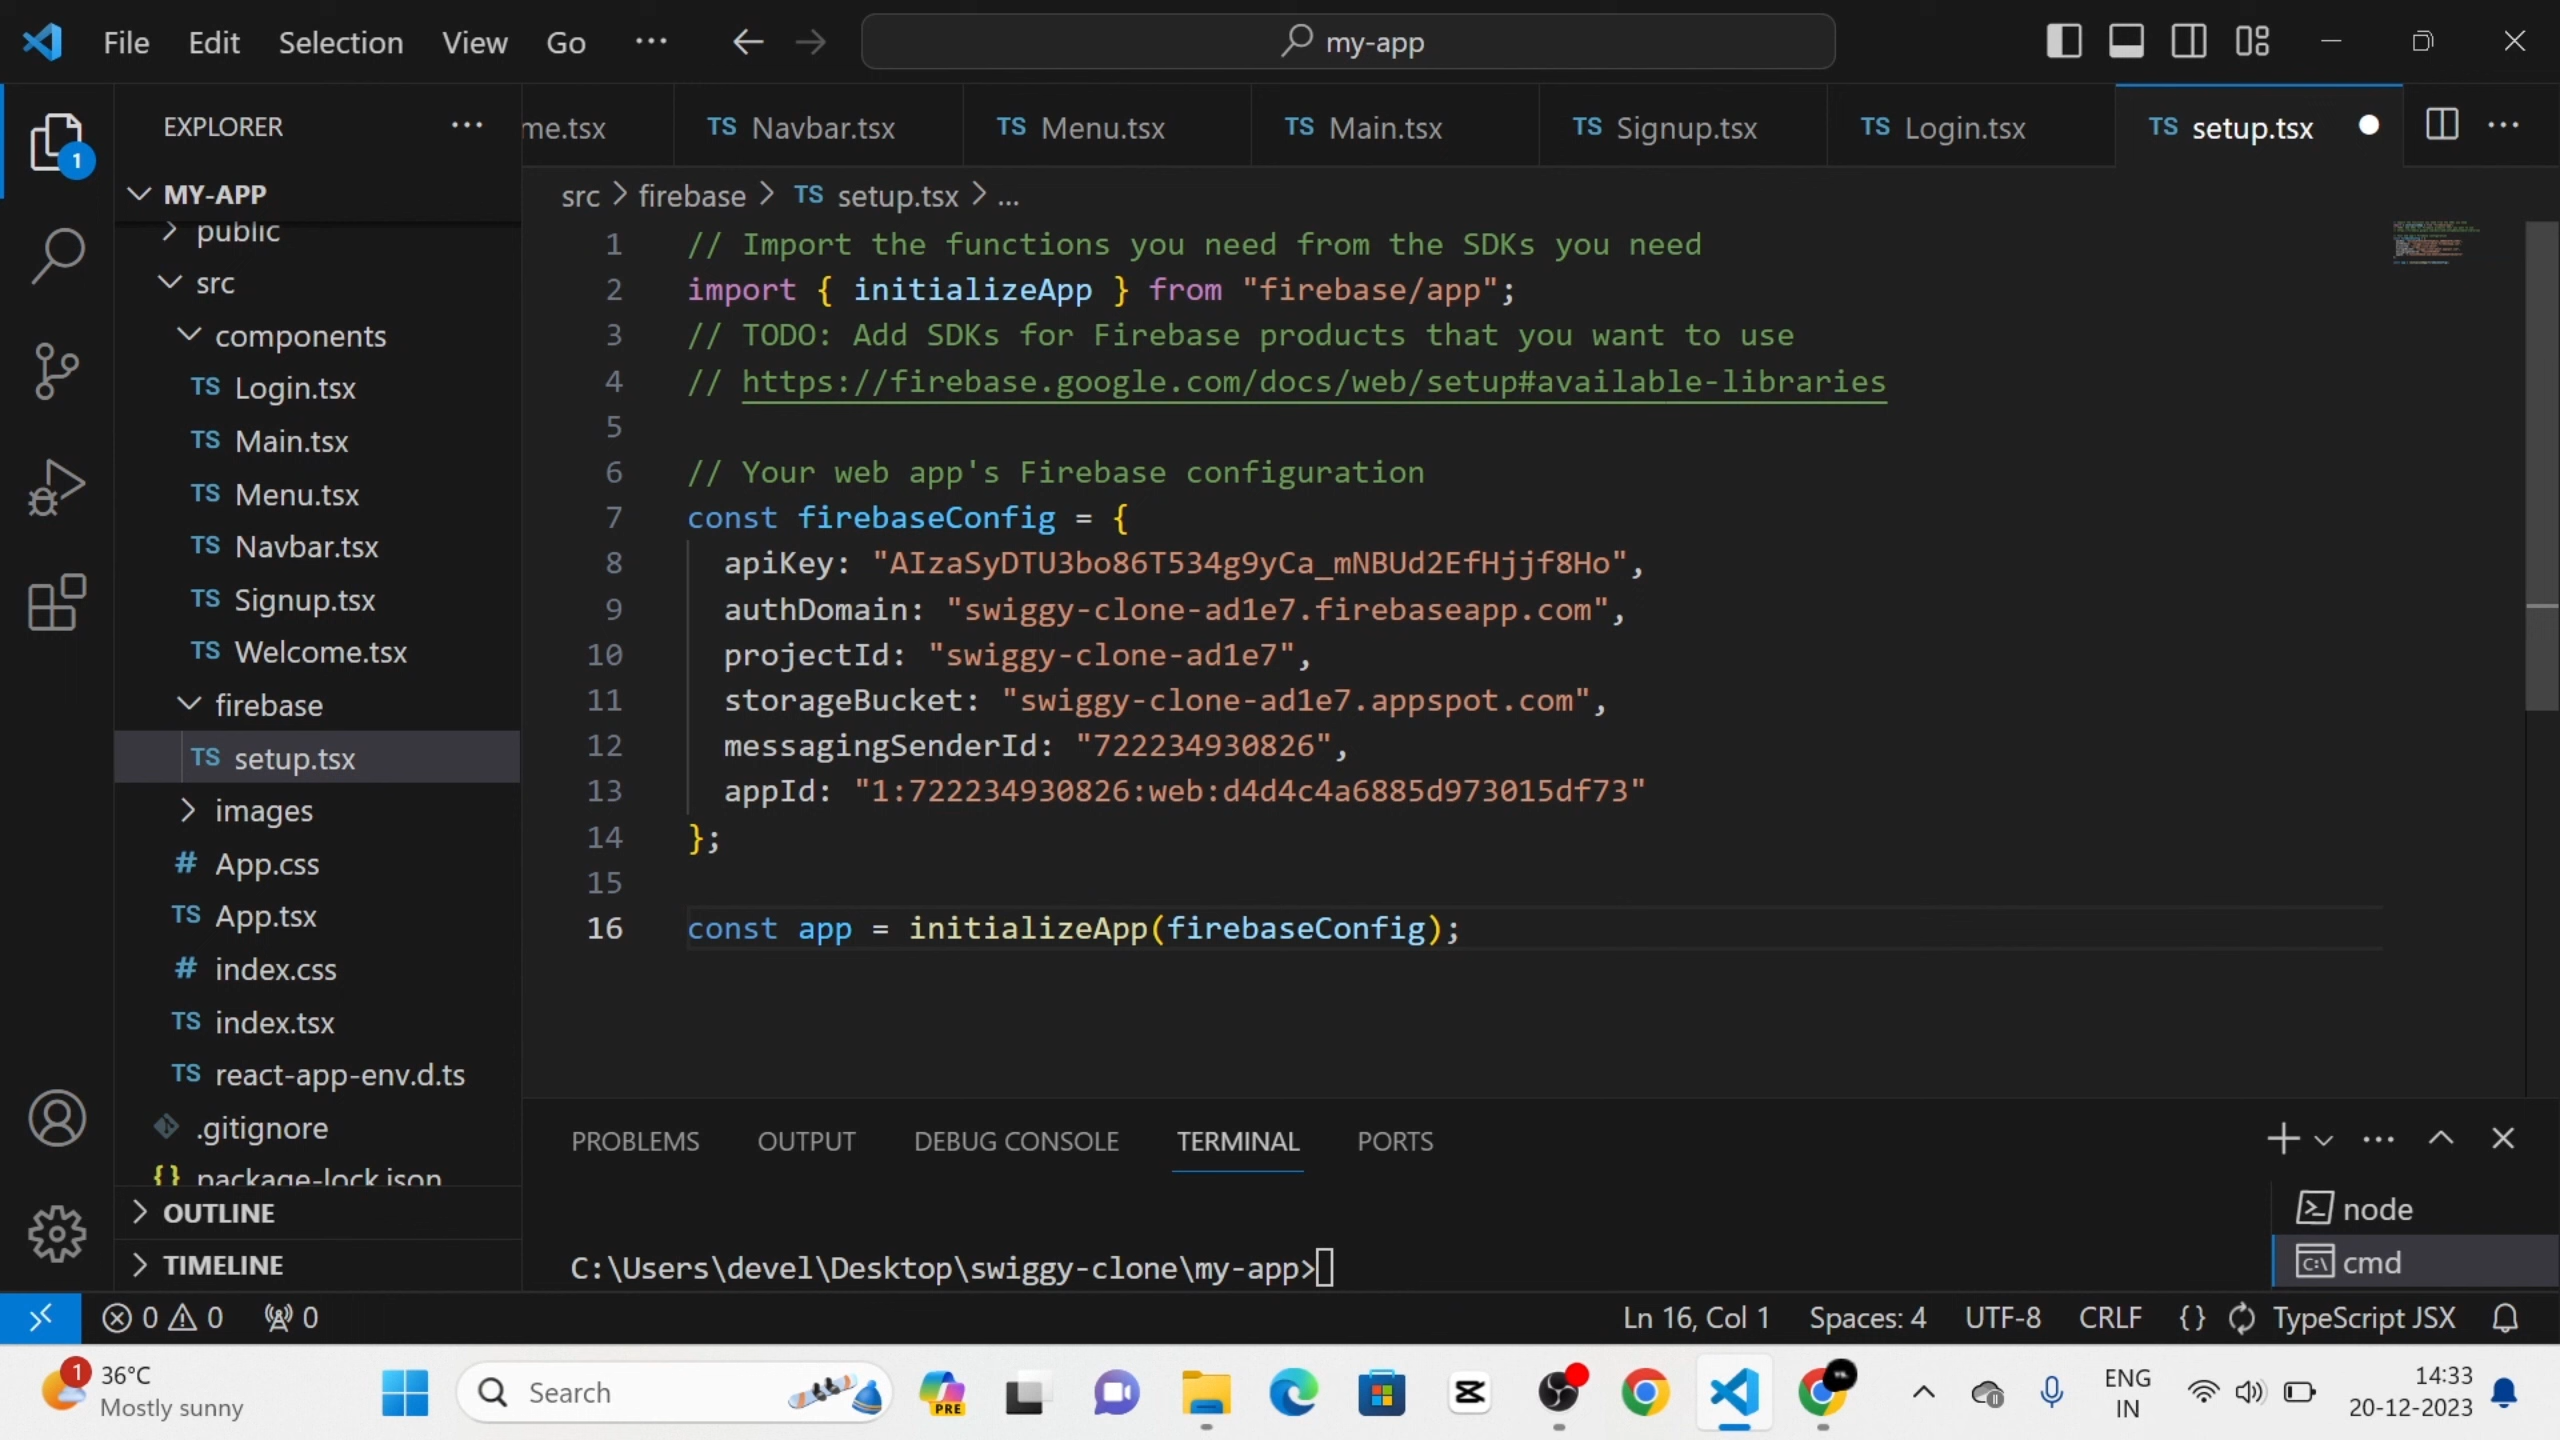 File Edit Selection View Go ...
my-app
EXPLORER
me.tsx
TS Navbar.tsx
TS Menu.tsx
TS Main.tsx
TS Signup.tsx
TS Login.tsx
TS setup.tsx
1
MY-APP
public
src
components
TS Login.tsx
TS Main.tsx
TS Menu.tsx
TS Navbar.tsx
TS Signup.tsx
TS Welcome.tsx
firebase
TS setup.tsx
images
# App.css
TS App.tsx
# index.css
TS index.tsx
TS react-app-env.d.ts
.gitignore
{} package-lock.json
OUTLINE
TIMELINE
src > firebase > TS setup.tsx > ...
1 // Import the functions you need from the SDKs you need
2 import { initializeApp } from "firebase/app";
3 // TODO: Add SDKs for Firebase products that you want to use
4 // https://firebase.google.com/docs/web/setup#available-libraries
5
6 // Your web app's Firebase configuration
7 const firebaseConfig = {
8 apiKey: "AIzaSyDTU3bo86T534g9yCa_mNBUd2EfHjjf8Ho",
9 authDomain: "swiggy-clone-ad1e7.firebaseapp.com",
10 projectId: "swiggy-clone-ad1e7",
11 storageBucket: "swiggy-clone-ad1e7.appspot.com",
12 messagingSenderId: "722234930826",
13 appId: "1:722234930826:web:d4d4c4a6885d973015df73"
14 };
15
16 const app = initializeApp(firebaseConfig);
PROBLEMS OUTPUT DEBUG CONSOLE TERMINAL PORTS
C:\Users\devel\Desktop\swiggy-clone\my-app>
node
cmd
0 0 0
Ln 16, Col 1 Spaces: 4 UTF-8 CRLF {} TypeScript JSX
1
36°C
Mostly sunny
Search
PRE
ENG
IN
14:33
20-12-2023